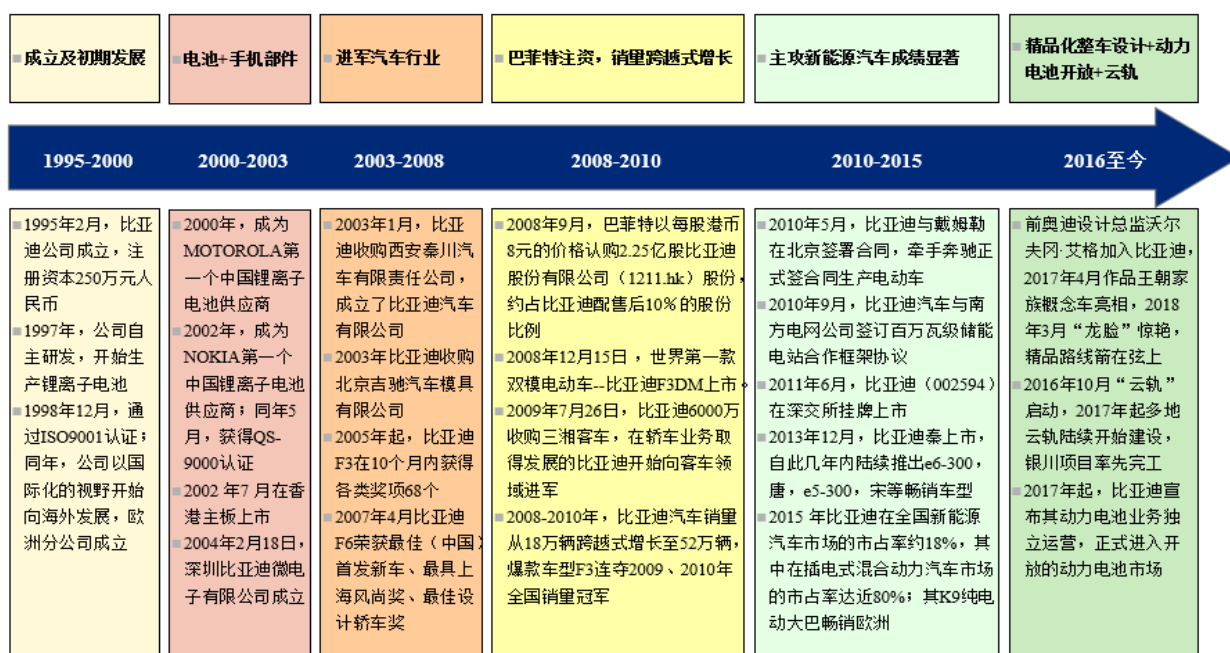 成立及初期发展
电池+手机部件
进军汽车行业
巴菲特注资，销量跨越式增长
主攻新能源汽车成绩显著
精品化整车设计+动力
电池开放+云轨
1995-2000
2000-2003
2003-2008
2008-2010
2010-2015
2016至今
1995年2月，比亚
迪公司成立，注
册资本250万元人
民币
1997年，公司自
主研发，开始生
产锂离子电池
1998年12月，通
过ISO9001认证；
同年，公司以国
际化的视野开始
向海外发展，欧
洲分公司成立
2000年，成为
MOTOROLA第
一个中国锂离子
电池供应商
2002年，成为
NOKIA第一个
中国锂离子电池
供应商；同年5
月，获得QS-
9000认证
2002 年7 月在香
港主板上市
2004年2月18日，
深圳比亚迪微电
子有限公司成立
2003年1月，比亚
迪收购西安秦川汽
车有限责任公司，
成立了比亚迪汽车
有限公司
2003年比亚迪收购
北京吉驰汽车模具
有限公司
2005年起，比亚迪
F3在10个月内获得
各类奖项68个
2007年4月比亚迪
F6荣获最佳（中国）
首发新车、最具上
海风尚奖、最佳设
计轿车奖
2008年9月，巴菲特以每股港币
8元的价格认购2.25亿股比亚迪
股份有限公司（1211.hk）股份，
约占比亚迪配售后10%的股份
比例
2008年12月15日 ，世界第一款
双模电动车--比亚迪F3DM上市。
2009年7月26日，比亚迪6000万
收购三湘客车，在轿车业务取
得发展的比亚迪开始向客车领
域进军
2008-2010年，比亚迪汽车销量
从18万辆跨越式增长至52万辆，
爆款车型F3连夺2009、2010年
全国销量冠军
2010年5月，比亚迪与戴姆勒
在北京签署合同，牵手奔驰正
式签合同生产电动车
2010年9月，比亚迪汽车与南
方电网公司签订百万瓦级储能
电站合作框架协议
2011年6月，比亚迪（002594）
在深交所挂牌上市
2013年12月，比亚迪秦上市，
自此几年内陆续推出e6-300，
唐，e5-300，宋等畅销车型
2015 年比亚迪在全国新能源
汽车市场的市占率约18%，其
中在插电式混合动力汽车市场
的市占率达近80%；其K9纯电
动大巴畅销欧洲
前奥迪设计总监沃尔
夫冈·艾格加入比亚迪，
2017年4月作品王朝家
族概念车亮相，2018
年3月“龙脸”惊艳，
精品路线箭在弦上
2016年10月“云轨”
启动，2017年起多地
云轨陆续开始建设，
银川项目率先完工
2017年起，比亚迪宣
布其动力电池业务独
立运营，正式进入开
放的动力电池市场